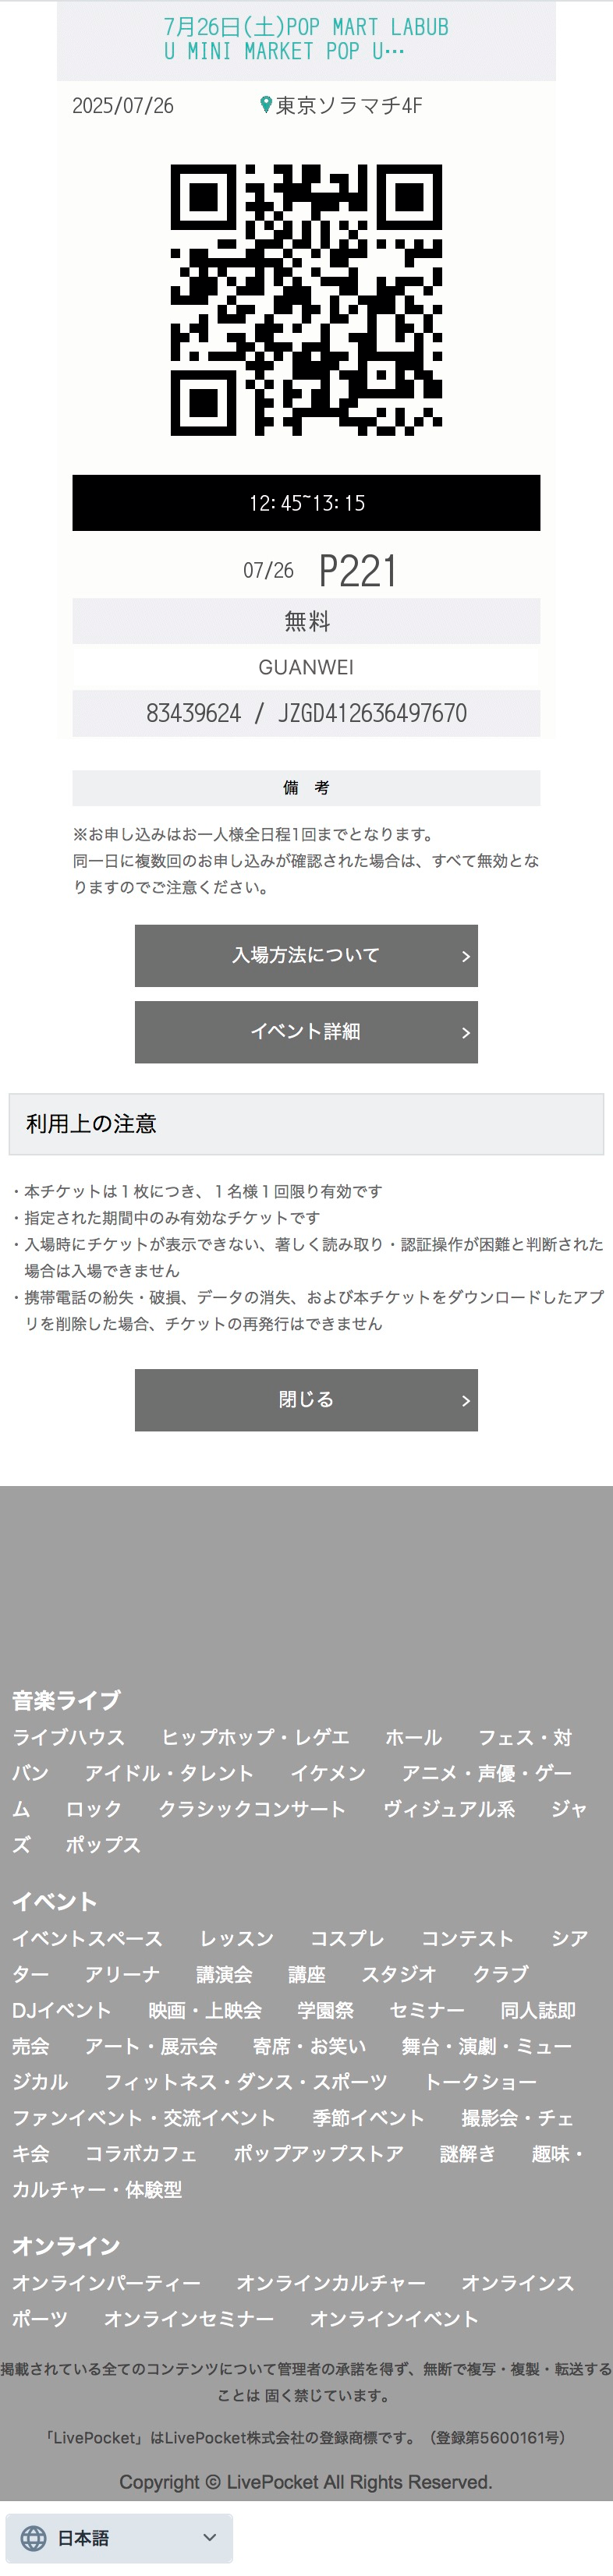 7月26日(土)POP MART LABUB
U MINI MARKET POP U…
2025/07/26 東京ソラマチ4F
12:45~13:15
07/26 P221
無料
GUANWEI
83439624 / JZGD412636497670
備 考
※お申し込みはお一人様全日程1回までとなります。
同一日に複数回のお申し込みが確認された場合は、すべて無効とな
りますのでご注意ください。
入場方法について
イベント詳細
利用上の注意
・本チケットは１枚につき、１名様１回限り有効です
・指定された期間中のみ有効なチケットです
・入場時にチケットが表示できない、著しく読み取り・認証操作が困難と判断された
場合は入場できません
・携帯電話の紛失・破損、データの消失、および本チケットをダウンロードしたアプ
リを削除した場合、チケットの再発行はできません
閉じる
音楽ライブ
ライブハウス ヒップホップ・レゲエ ホール フェス・対
バン アイドル・タレント イケメン アニメ・声優・ゲー
ム ロック クラシックコンサート ヴィジュアル系 ジャ
ズ ポップス
イベント
イベントスペース レッスン コスプレ コンテスト シア
ター アリーナ 講演会 講座 スタジオ クラブ
DJイベント 映画・上映会 学園祭 セミナー 同人誌即
売会 アート・展示会 寄席・お笑い 舞台・演劇・ミュー
ジカル フィットネス・ダンス・スポーツ トークショー
ファンイベント・交流イベント 季節イベント 撮影会・チェ
キ会 コラボカフェ ポップアップストア 謎解き 趣味・
カルチャー・体験型
オンライン
オンラインパーティー オンラインカルチャー オンラインス
ポーツ オンラインセミナー オンラインイベント
掲載されている全てのコンテンツについて管理者の承諾を得ず、無断で複写・複製・転送する
ことは 固く禁じています。
「LivePocket」はLivePocket株式会社の登録商標です。（登録第5600161号）
Copyright © LivePocket All Rights Reserved.
日本語